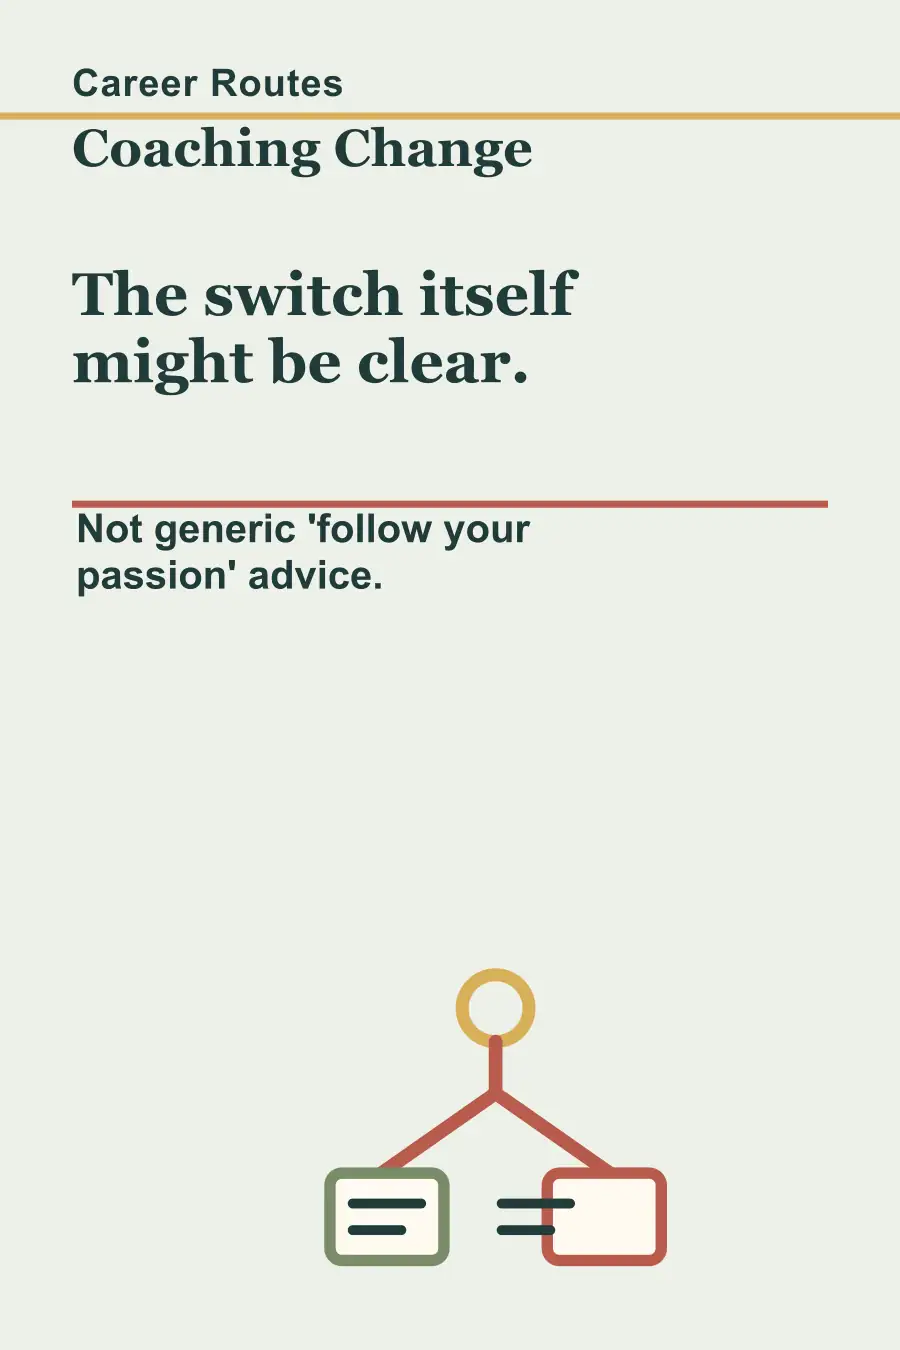 Career Routes
Coaching Change
The switch itself
might be clear.
Not generic 'follow your
passion' advice.